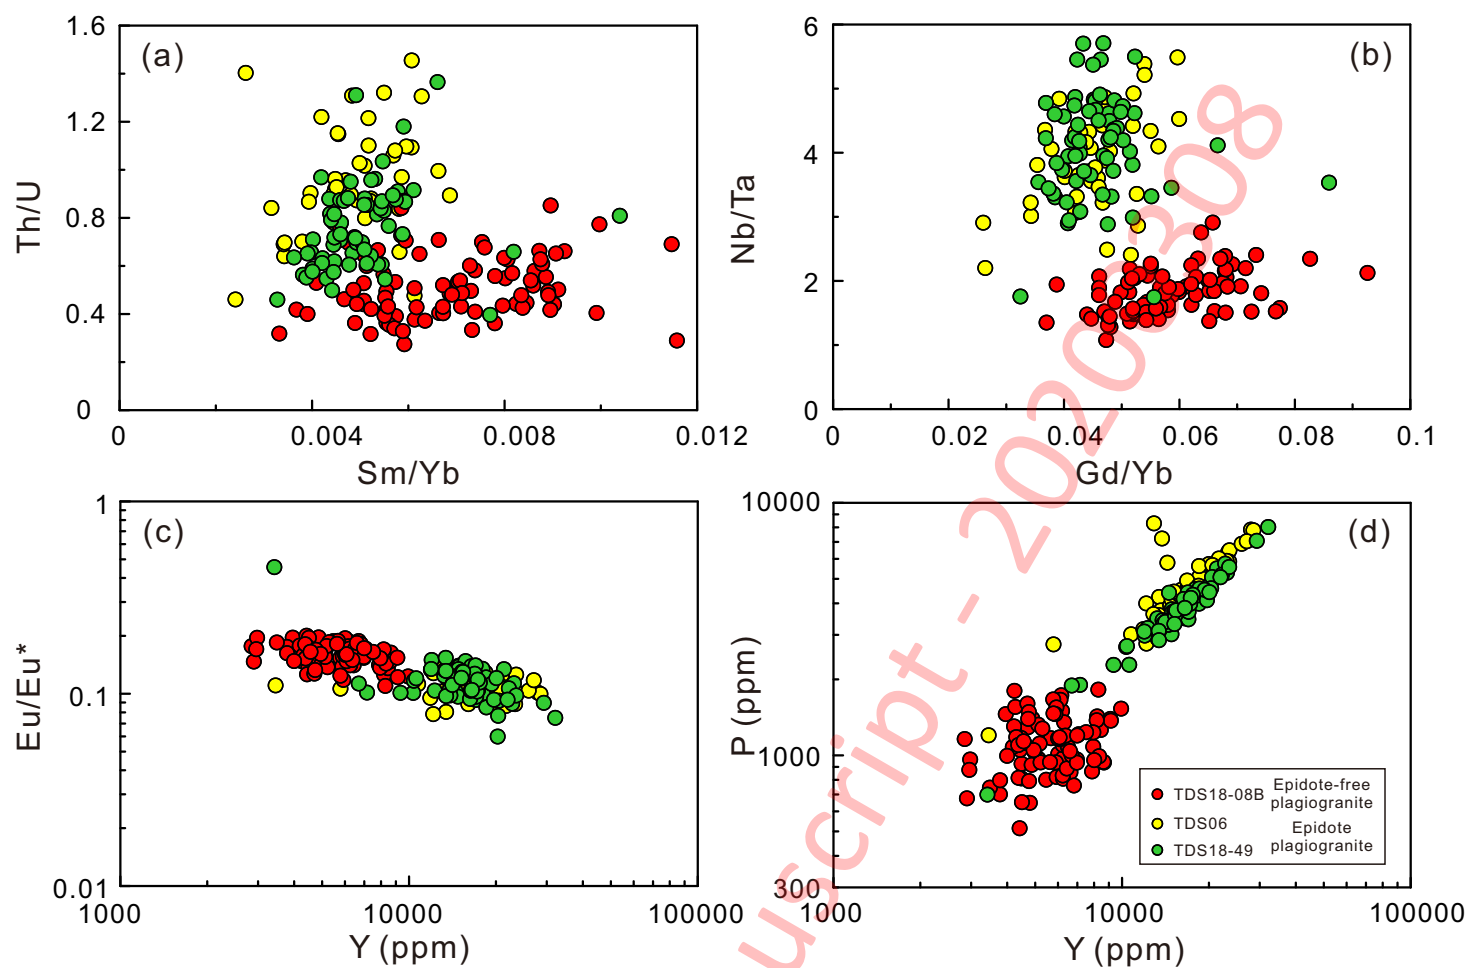 (a)
Th/U
1.6
1.2
0.8
0.4
0
0
0.004
0.008
0.012
Sm/Yb
(b)
Nb/Ta
6
4
2
0
0
0.02
0.04
0.06
0.08
0.1
Gd/Yb
(c)
Eu/Eu*
1
0.1
0.01
1000
10000
100000
Y (ppm)
(d)
P (ppm)
10000
1000
300
1000
10000
100000
Y (ppm)
TDS18-08B Epidote-free plagiogranite
TDS06
TDS18-49
Epidote
plagiogranite
uscript - 20200308